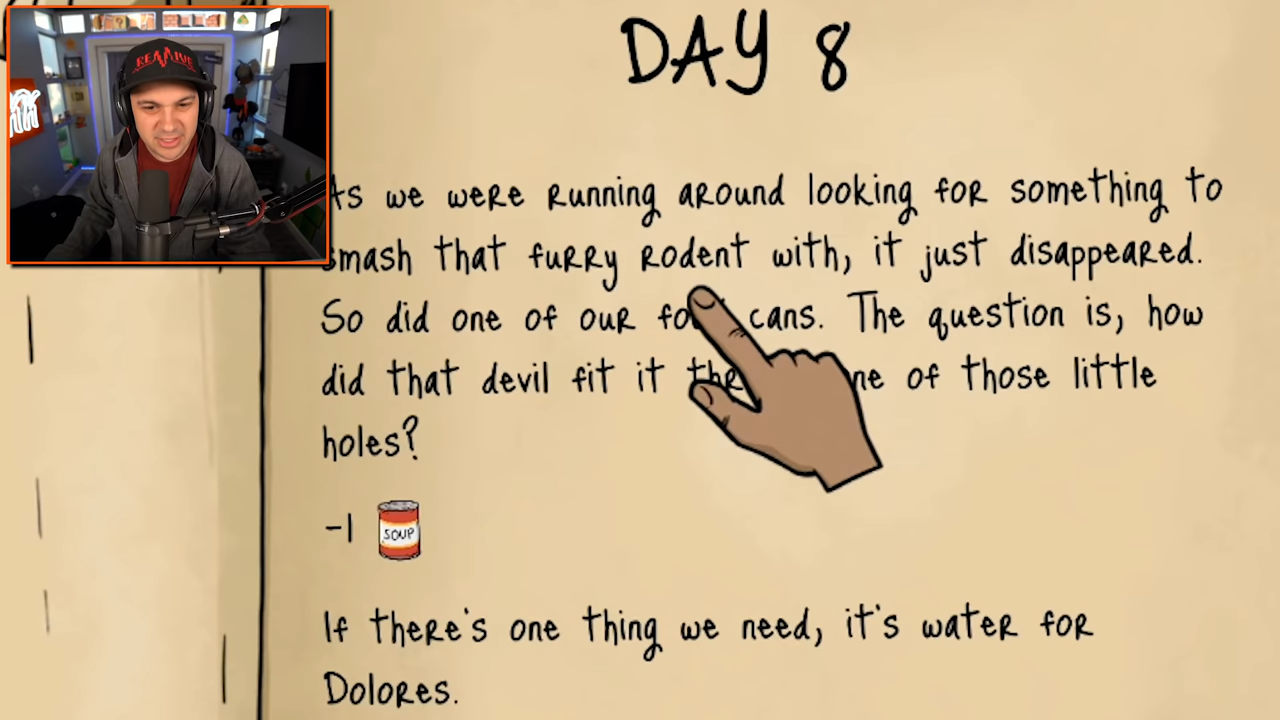 DAY 8
REVIVE
As we were running around looking for something to
smash that furry rodent with, it just disappeared.
So did one of our cans. The question is, how
did that devil fit it one of those little
holes?
-1 SOUP
If there's one thing we need, it's water for
Dolores.